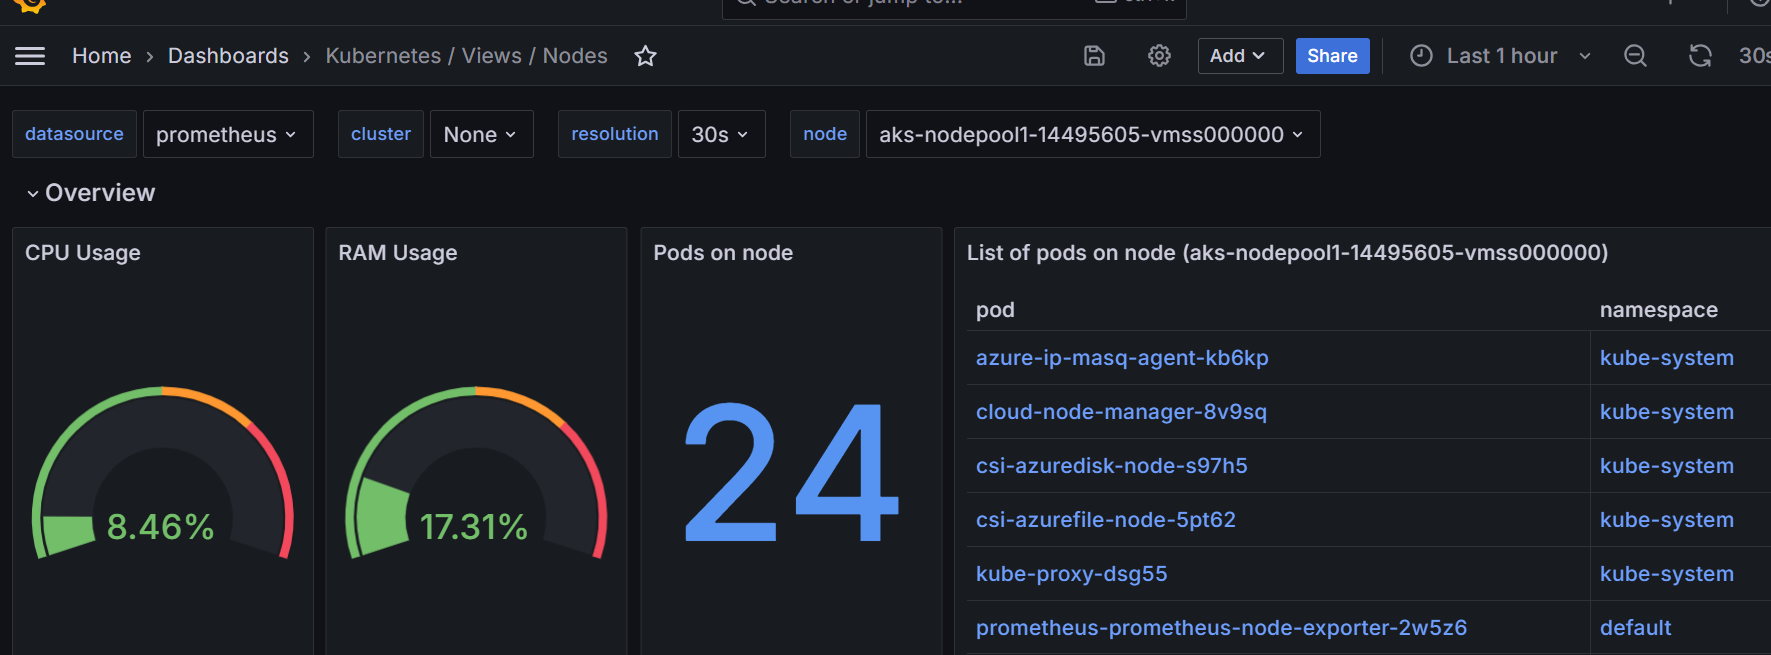 Search or jump to...
Home › Dashboards › Kubernetes / Views / Nodes
Add
Share
Last 1 hour
datasource prometheus cluster None resolution 30s node aks-nodepool1-14495605-vmss000000
Overview
CPU Usage
8.46%
RAM Usage
17.31%
Pods on node
24
List of pods on node (aks-nodepool1-14495605-vmss000000)
pod namespace
azure-ip-masq-agent-kb6kp kube-system
cloud-node-manager-8v9sq kube-system
csi-azuredisk-node-s97h5 kube-system
csi-azurefile-node-5pt62 kube-system
kube-proxy-dsg55 kube-system
prometheus-prometheus-node-exporter-2w5z6 default